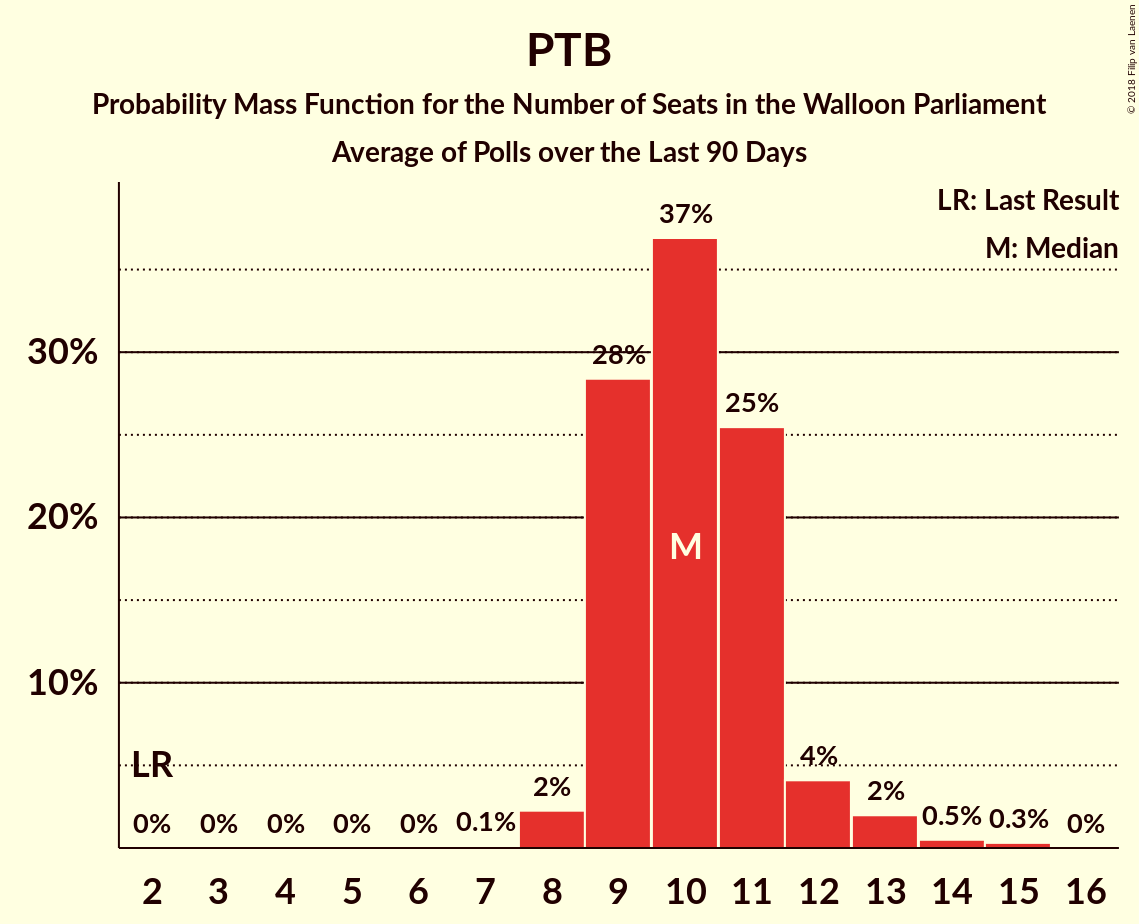 PTB
Probability Mass Function for the Number of Seats in the Walloon Parliament
Average of Polls over the Last 90 Days
© 2018 Filip van Laenen
LR: Last Result
M: Median
37%
30%
28%
25%
20%
M
10%
LR
0% 0% 0% 0% 0% 0.1% 2% 4% 2% 0.5% 0.3% 0%
2 3 4 5 6 7 8 9 10 11 12 13 14 15 16